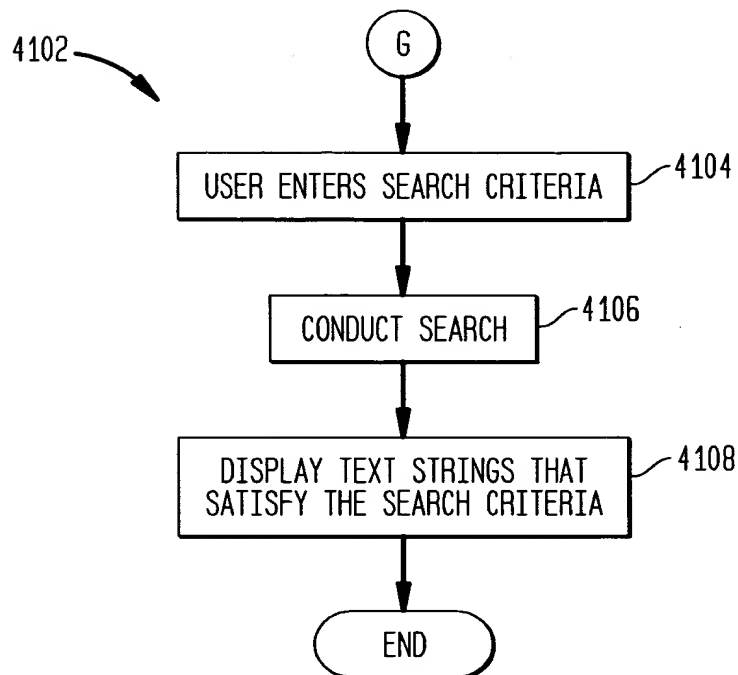 G
4102
USER ENTERS SEARCH CRITERIA
4104
CONDUCT SEARCH
4106
DISPLAY TEXT STRINGS THAT
SATISFY THE SEARCH CRITERIA
4108
END